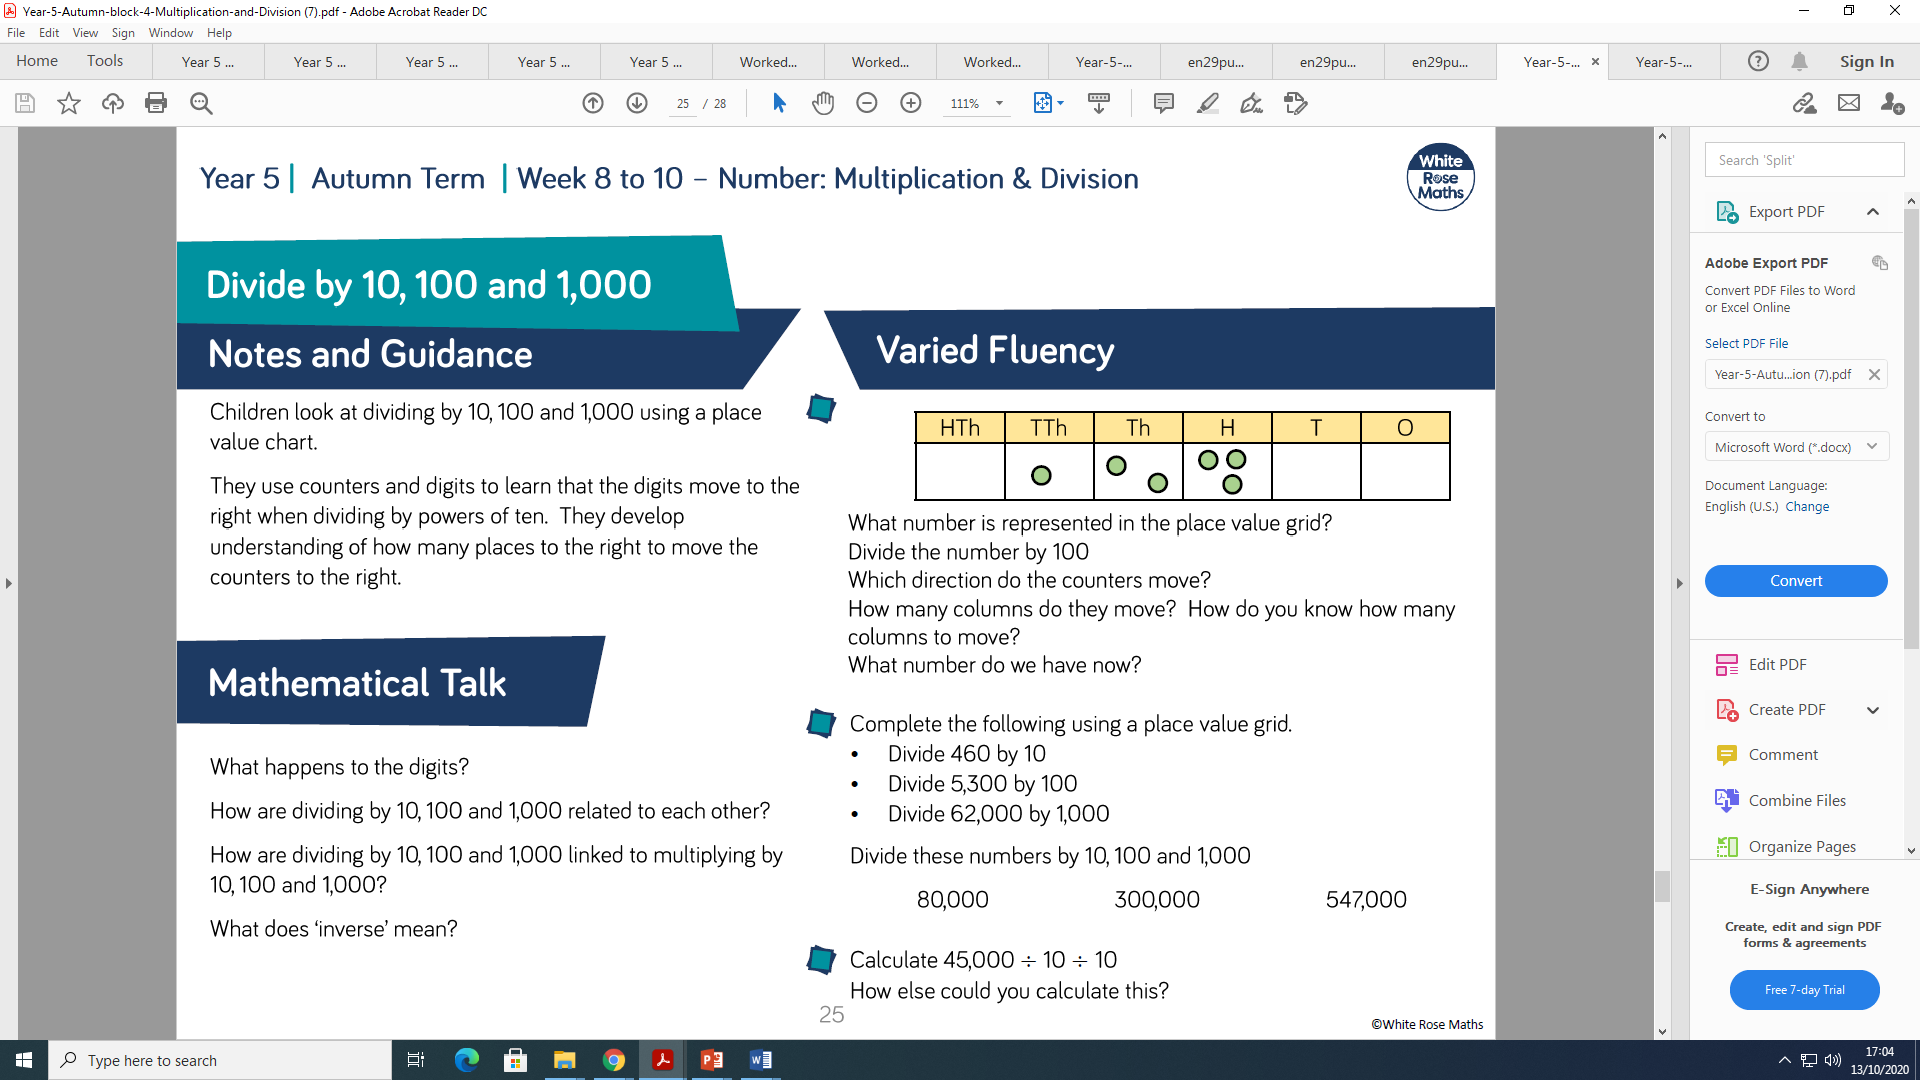 Year-5-Autumn-block-4-Multiplication-and-Division (7).pdf - Adobe Acrobat Reader DC
File Edit View Sign Window Help
Home Tools Year 5 ... Year 5 ... Year 5 ... Year 5 ... Year 5 ... Worked... Worked... Worked... Year-5-... en29pu... en29pu... en29pu... Year-5-... Year-5-... Sign In
25 / 28 111%
Year 5 | Autumn Term | Week 8 to 10 – Number: Multiplication & Division
White
Rose
Maths
Divide by 10, 100 and 1,000
Notes and Guidance
Children look at dividing by 10, 100 and 1,000 using a place
value chart.
They use counters and digits to learn that the digits move to the
right when dividing by powers of ten. They develop
understanding of how many places to the right to move the
counters to the right.
Mathematical Talk
What happens to the digits?
How are dividing by 10, 100 and 1,000 related to each other?
How are dividing by 10, 100 and 1,000 linked to multiplying by
10, 100 and 1,000?
What does ‘inverse’ mean?
Varied Fluency
HTh TTh Th H T O
What number is represented in the place value grid?
Divide the number by 100
Which direction do the counters move?
How many columns do they move? How do you know how many
columns to move?
What number do we have now?
Complete the following using a place value grid.
• Divide 460 by 10
• Divide 5,300 by 100
• Divide 62,000 by 1,000
Divide these numbers by 10, 100 and 1,000
80,000 300,000 547,000
Calculate 45,000 ÷ 10 ÷ 10
How else could you calculate this?
25
©White Rose Maths
Search 'Split'
Export PDF
Adobe Export PDF
Convert PDF Files to Word
or Excel Online
Select PDF File
Year-5-Autu...ion (7).pdf
Convert to
Microsoft Word (*.docx)
Document Language:
English (U.S.) Change
Convert
Edit PDF
Create PDF
Comment
Combine Files
Organize Pages
E-Sign Anywhere
Create, edit and sign PDF
forms & agreements
Free 7-day Trial
Type here to search
17:04
13/10/2020